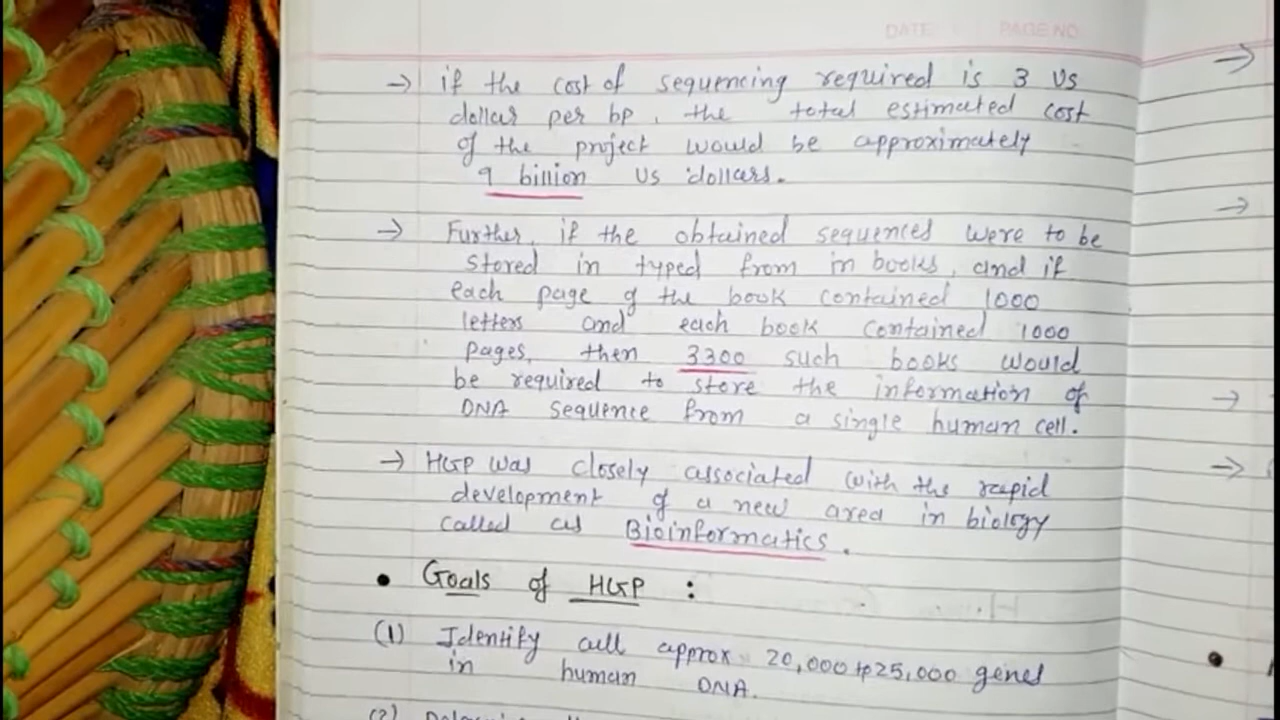 DATE PAGE NO
→ if the cost of sequencing required is 3 US
dollar per bp, the total estimated cost
of the project would be approximately
9 billion US dollars.
→ Further, if the obtained sequences were to be
stored in typed from in books, and if
each page of the book contained 1000
letters and each book contained 1000
pages, then 3300 such books would
be required to store the information of
DNA sequence from a single human cell.
→ HGP was closely associated with the rapid
development of a new area in biology
called as Bioinformatics.
• Goals of HGP :
(1) Identify all approx 20,000 to 25,000 genes
in human DNA.
(2)